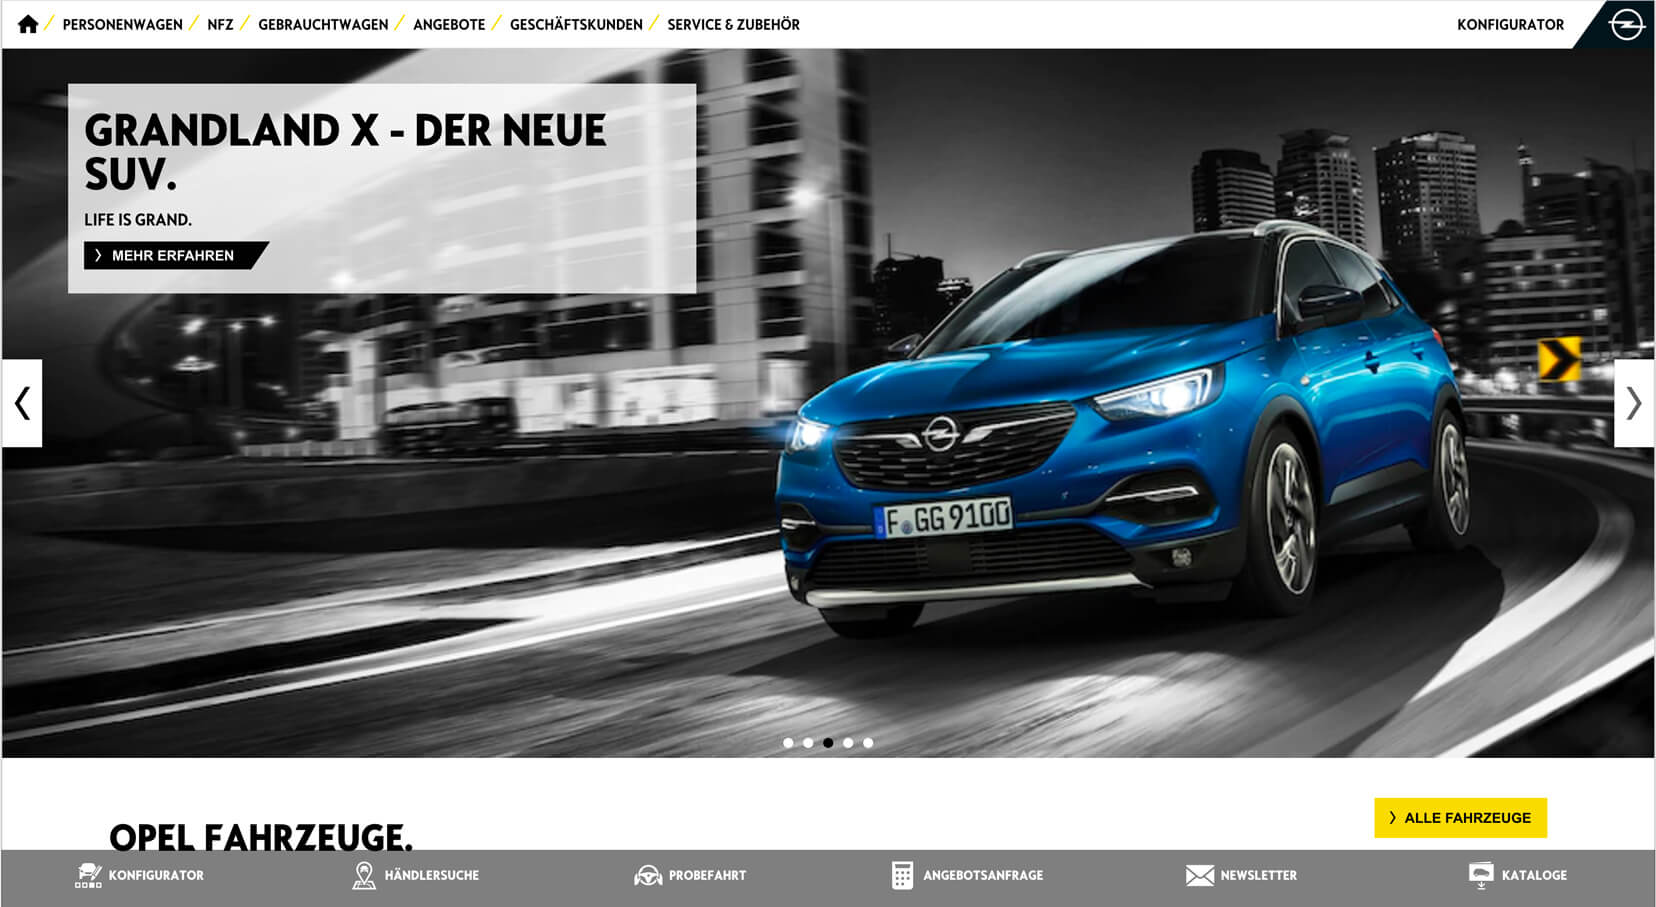 PERSONENWAGEN NFZ GEBRAUCHTWAGEN ANGEBOTE GESCHÄFTSKUNDEN SERVICE & ZUBEHÖR KONFIGURATOR
GRANDLAND X - DER NEUE
SUV.
LIFE IS GRAND.
MEHR ERFAHREN
F GG 9100
ALLE FAHRZEUGE
OPEL FAHRZEUGE.
KONFIGURATOR HÄNDLERSUCHE PROBEFAHRT ANGEBOTSANFRAGE NEWSLETTER KATALOGE